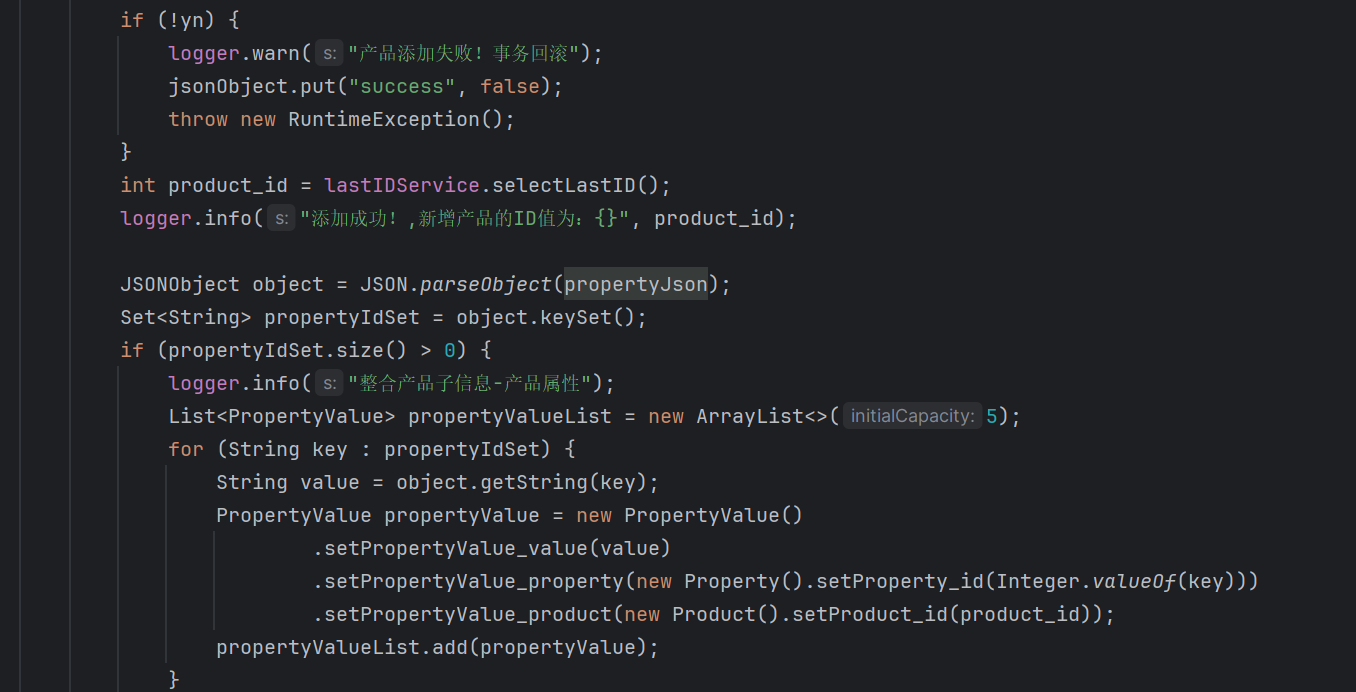 if (!yn) {
logger.warn( s: "产品添加失败！事务回滚");
jsonObject.put("success", false);
throw new RuntimeException();
}
int product_id = lastIDService.selectLastID();
logger.info( s: "添加成功！,新增产品的ID值为：{}", product_id);
JSONObject object = JSON.parseObject(propertyJson);
Set<String> propertyIdSet = object.keySet();
if (propertyIdSet.size() > 0) {
logger.info( s: "整合产品子信息-产品属性");
List<PropertyValue> propertyValueList = new ArrayList<>( initialCapacity: 5);
for (String key : propertyIdSet) {
String value = object.getString(key);
PropertyValue propertyValue = new PropertyValue()
.setPropertyValue_value(value)
.setPropertyValue_property(new Property().setProperty_id(Integer.valueOf(key)))
.setPropertyValue_product(new Product().setProduct_id(product_id));
propertyValueList.add(propertyValue);
}